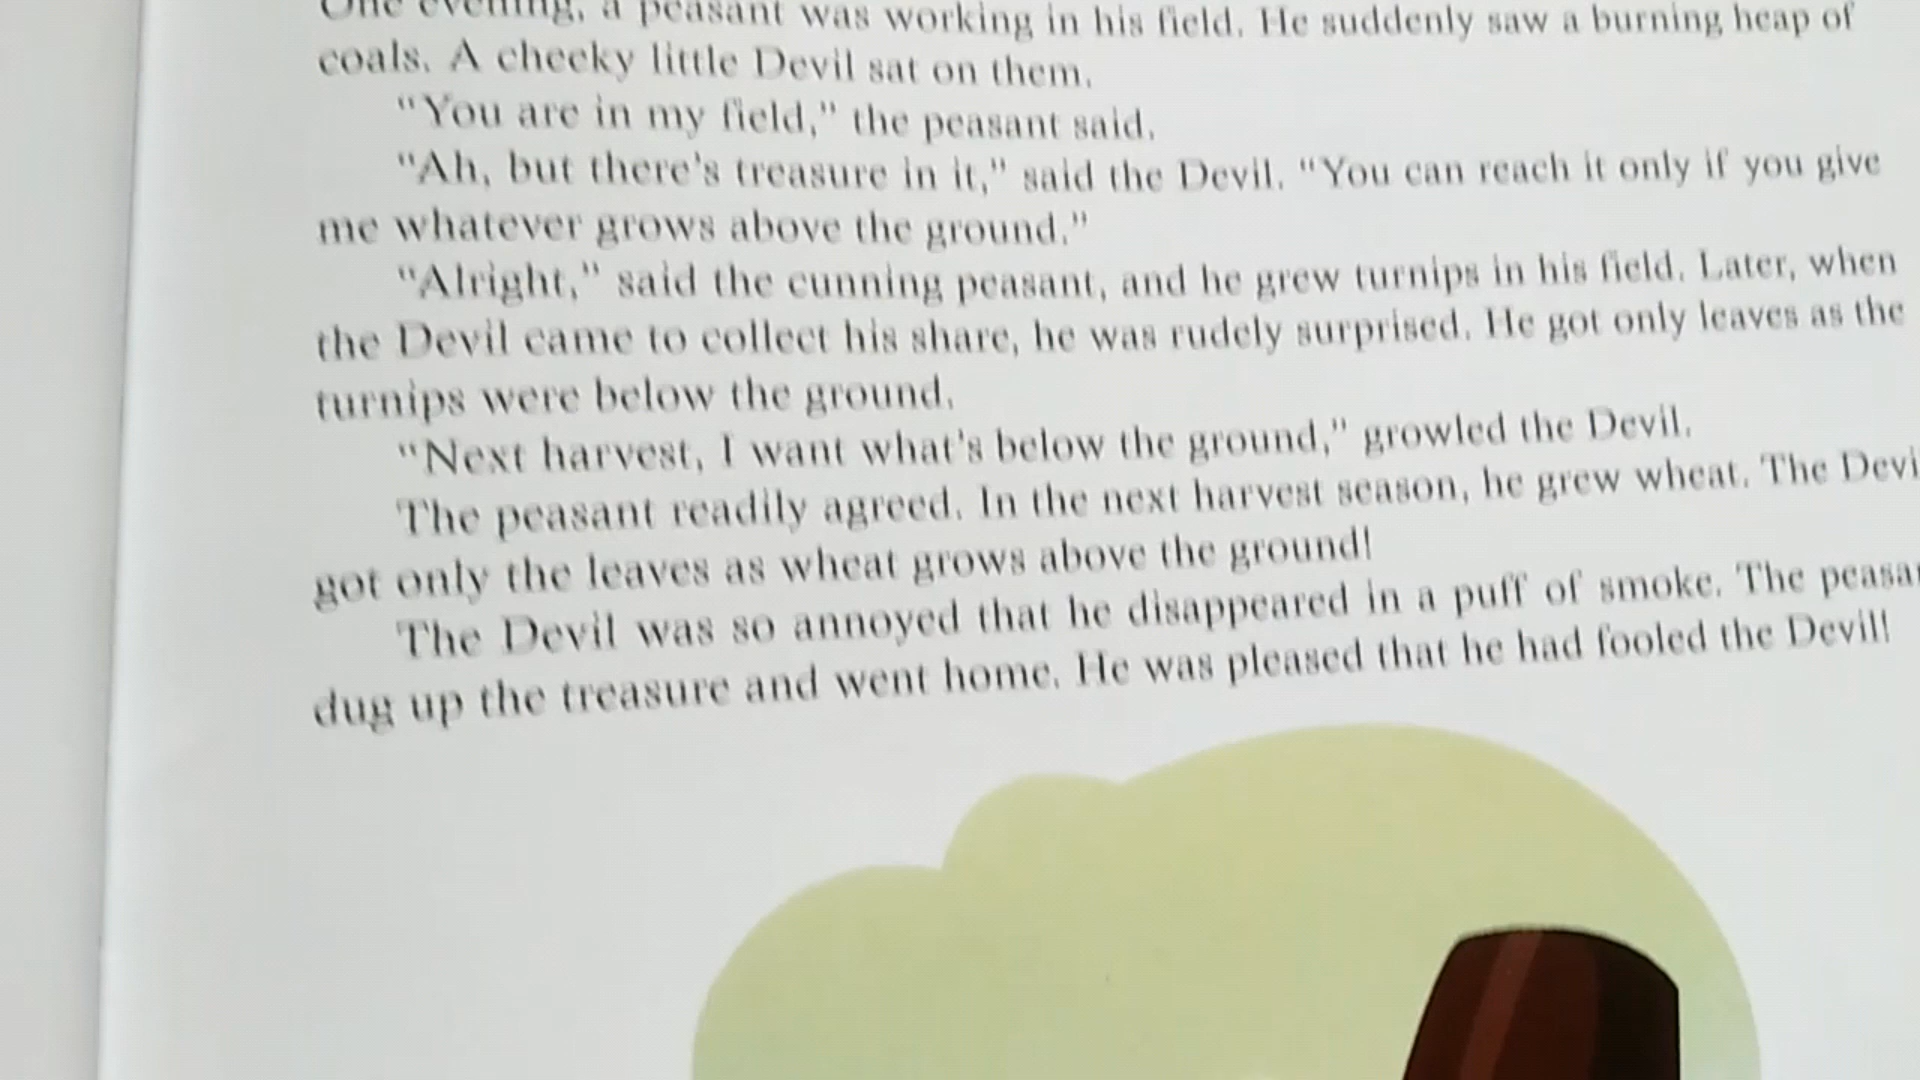 One evening, a peasant was working in his field. He suddenly saw a burning heap of
coals. A cheeky little Devil sat on them.
“You are in my field,” the peasant said.
“Ah, but there’s treasure in it,” said the Devil. “You can reach it only if you give
me whatever grows above the ground.”
“Alright,” said the cunning peasant, and he grew turnips in his field. Later, when
the Devil came to collect his share, he was rudely surprised. He got only leaves as the
turnips were below the ground.
“Next harvest, I want what’s below the ground,” growled the Devil.
The peasant readily agreed. In the next harvest season, he grew wheat. The Devi
got only the leaves as wheat grows above the ground!
The Devil was so annoyed that he disappeared in a puff of smoke. The peasan
dug up the treasure and went home. He was pleased that he had fooled the Devil!